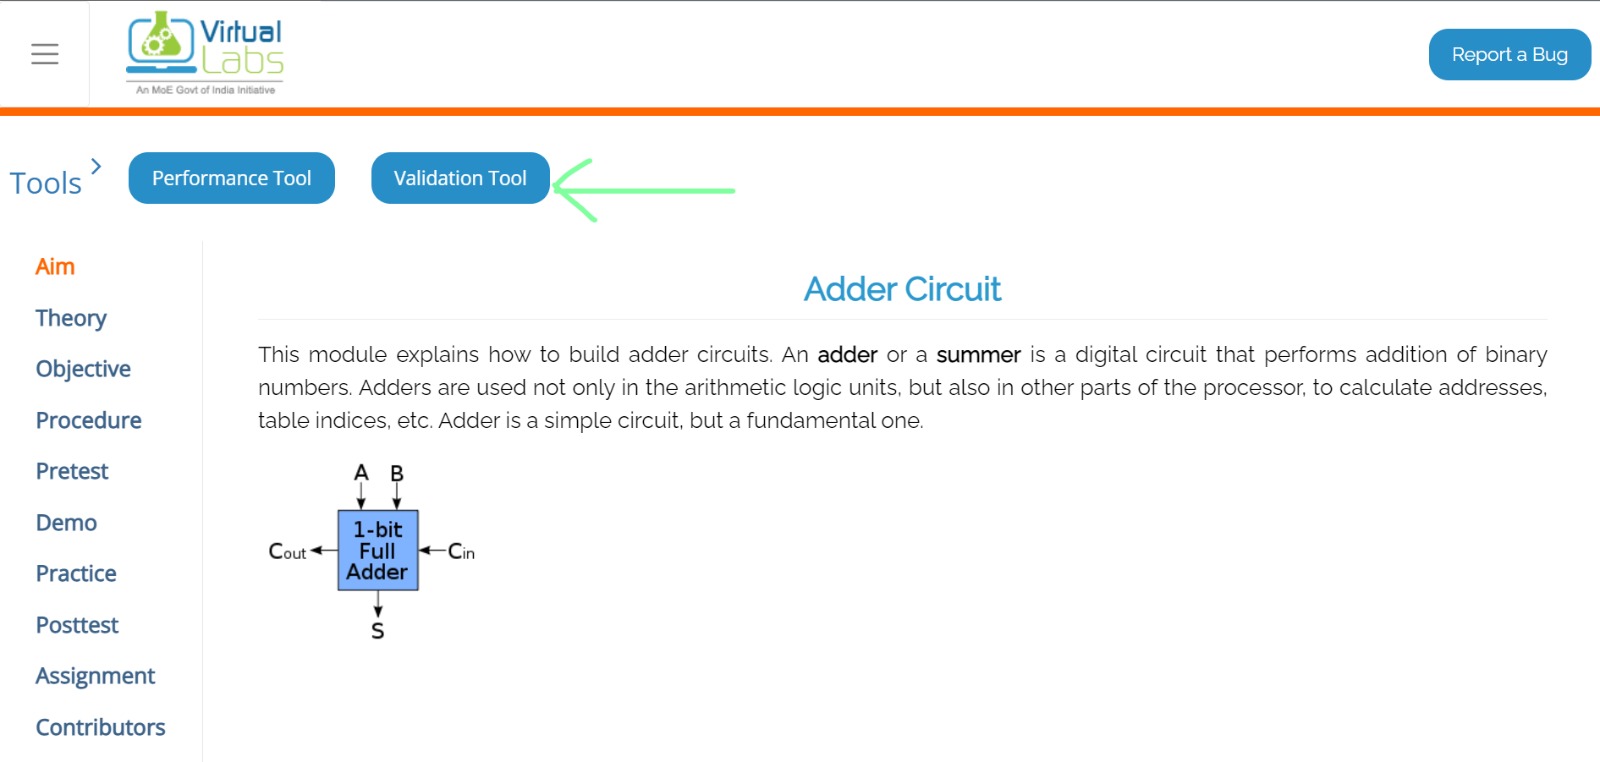 Virtual
Labs
An MoE Govt of India Initiative
Report a Bug
Tools
Performance Tool
Validation Tool
Aim
Theory
Objective
Procedure
Pretest
Demo
Practice
Posttest
Assignment
Contributors
Adder Circuit
This module explains how to build adder circuits. An adder or a summer is a digital circuit that performs addition of binary
numbers. Adders are used not only in the arithmetic logic units, but also in other parts of the processor, to calculate addresses,
table indices, etc. Adder is a simple circuit, but a fundamental one.
A B
1-bit
Full
Adder
Cout
Cin
S